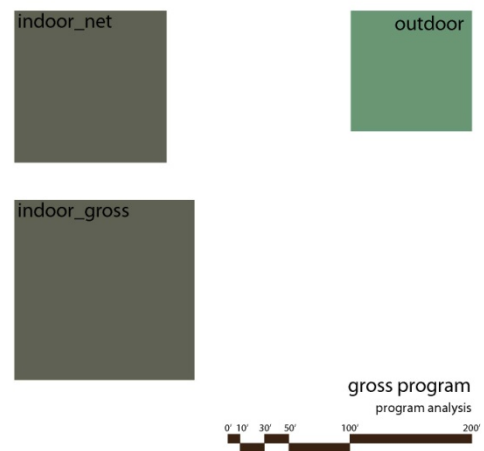 indoor_net
outdoor
indoor_gross
gross program
program analysis
0' 10' 30' 50' 100' 200'